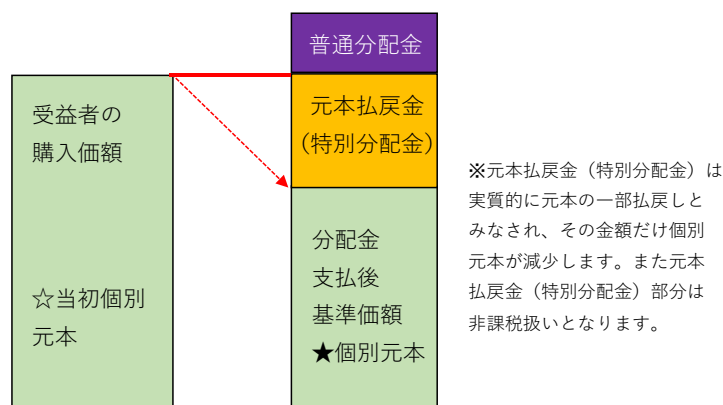 普通分配金
受益者の
購入価額
☆当初個別
元本
元本払戻金
（特別分配金）
分配金
支払後
基準価額
★個別元本
※元本払戻金（特別分配金）は
実質的に元本の一部払戻しと
みなされ、その金額だけ個別
元本が減少します。また元本
払戻金（特別分配金）部分は
非課税扱いとなります。